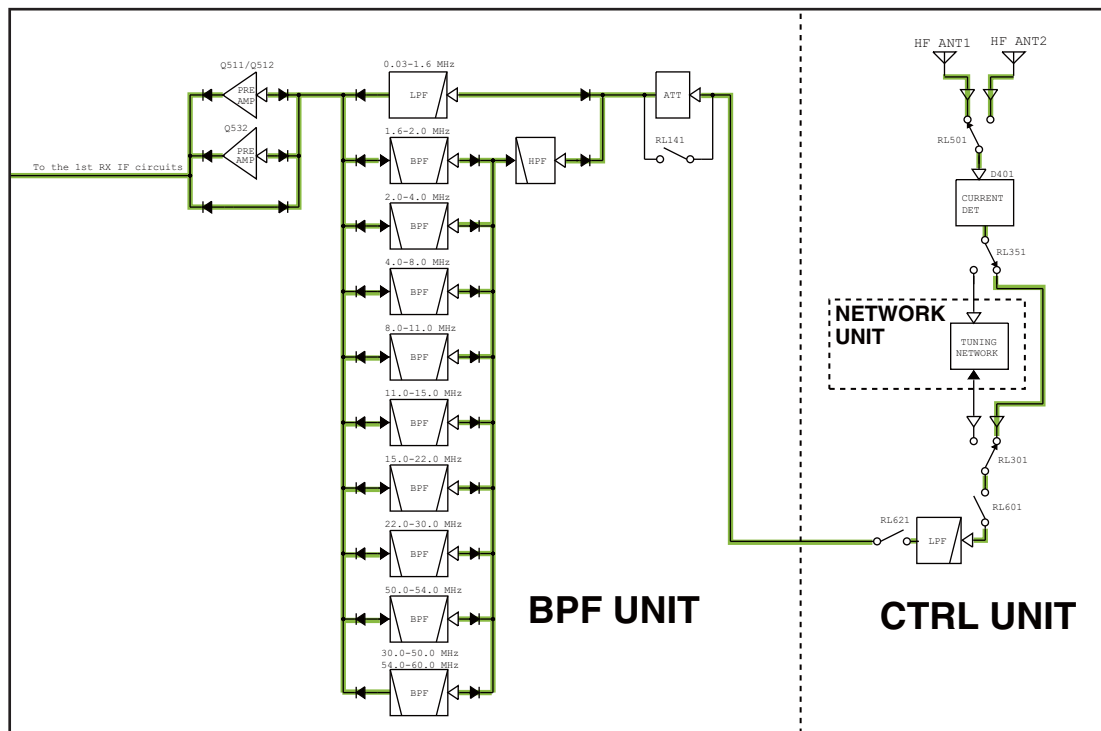 HF ANT1
HF ANT2
Q511/Q512
PRE
AMP
Q532
PRE
AMP
To the 1st RX IF circuits
0.03-1.6 MHz
LPF
1.6-2.0 MHz
BPF
2.0-4.0 MHz
BPF
4.0-8.0 MHz
BPF
8.0-11.0 MHz
BPF
11.0-15.0 MHz
BPF
15.0-22.0 MHz
BPF
22.0-30.0 MHz
BPF
50.0-54.0 MHz
BPF
30.0-50.0 MHz
54.0-60.0 MHz
BPF
HPF
ATT
RL141
BPF UNIT
RL501
D401
CURRENT
DET
RL351
NETWORK
UNIT
TUNING
NETWORK
RL301
RL601
RL621
LPF
CTRL UNIT